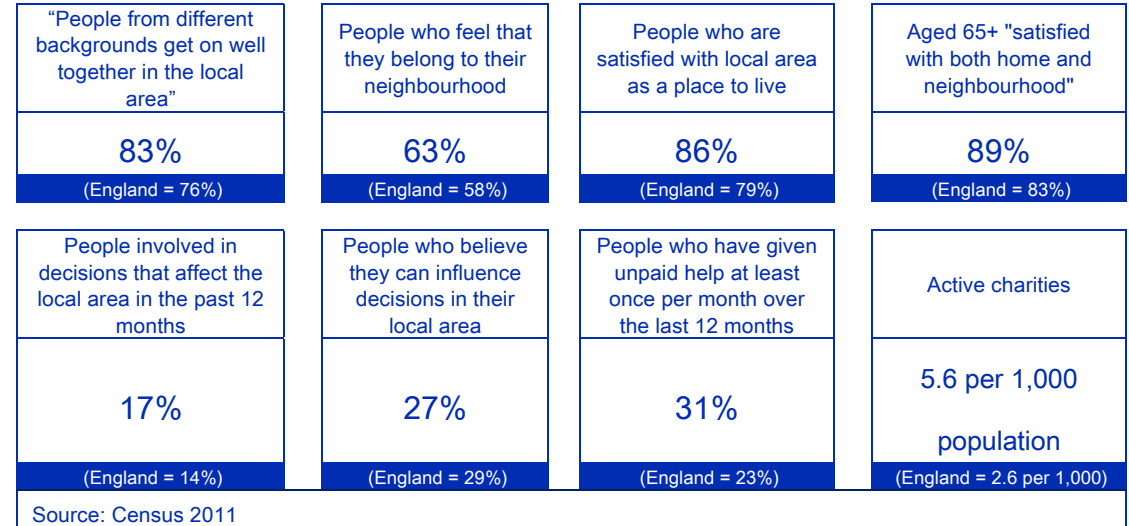 “People from different
backgrounds get on well
together in the local
area”
83%
(England = 76%)
People who feel that
they belong to their
neighbourhood
63%
(England = 58%)
People who are
satisfied with local area
as a place to live
86%
(England = 79%)
Aged 65+ "satisfied
with both home and
neighbourhood"
89%
(England = 83%)
People involved in
decisions that affect the
local area in the past 12
months
17%
(England = 14%)
People who believe
they can influence
decisions in their
local area
27%
(England = 29%)
People who have given
unpaid help at least
once per month over
the last 12 months
31%
(England = 23%)
Active charities
5.6 per 1,000
population
(England = 2.6 per 1,000)
Source: Census 2011